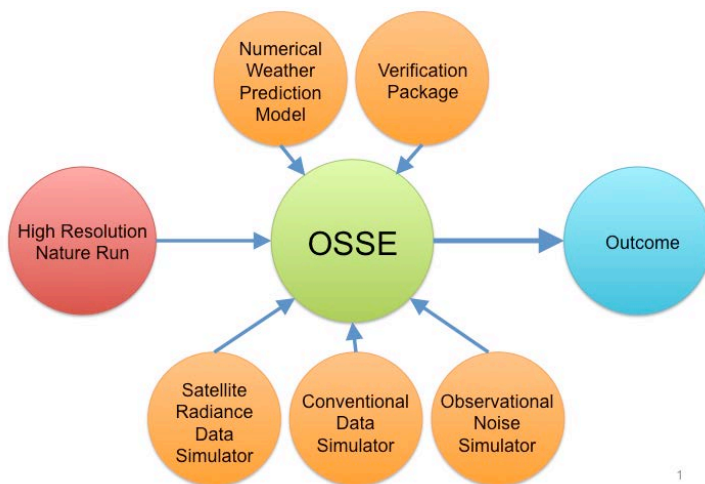 Numerical
Weather
Prediction
Model
Verification
Package
High Resolution
Nature Run
OSSE
Outcome
Satellite
Radiance
Data
Simulator
Conventional
Data
Simulator
Observational
Noise
Simulator
1